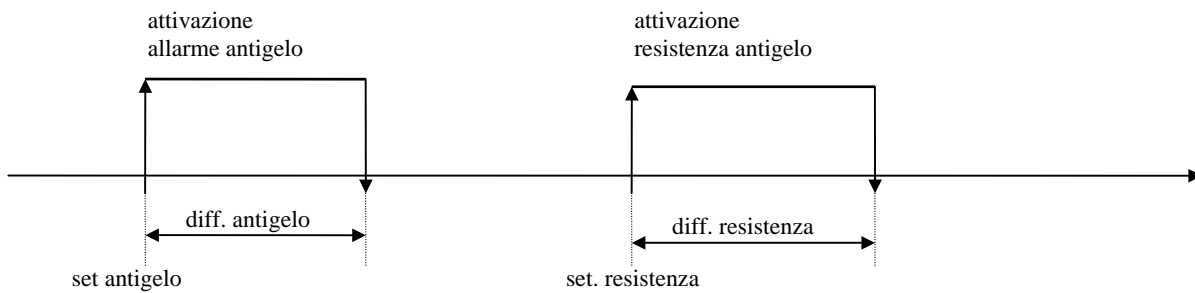 attivazione
allarme antigelo
attivazione
resistenza antigelo
diff. antigelo
diff. resistenza
set antigelo
set. resistenza